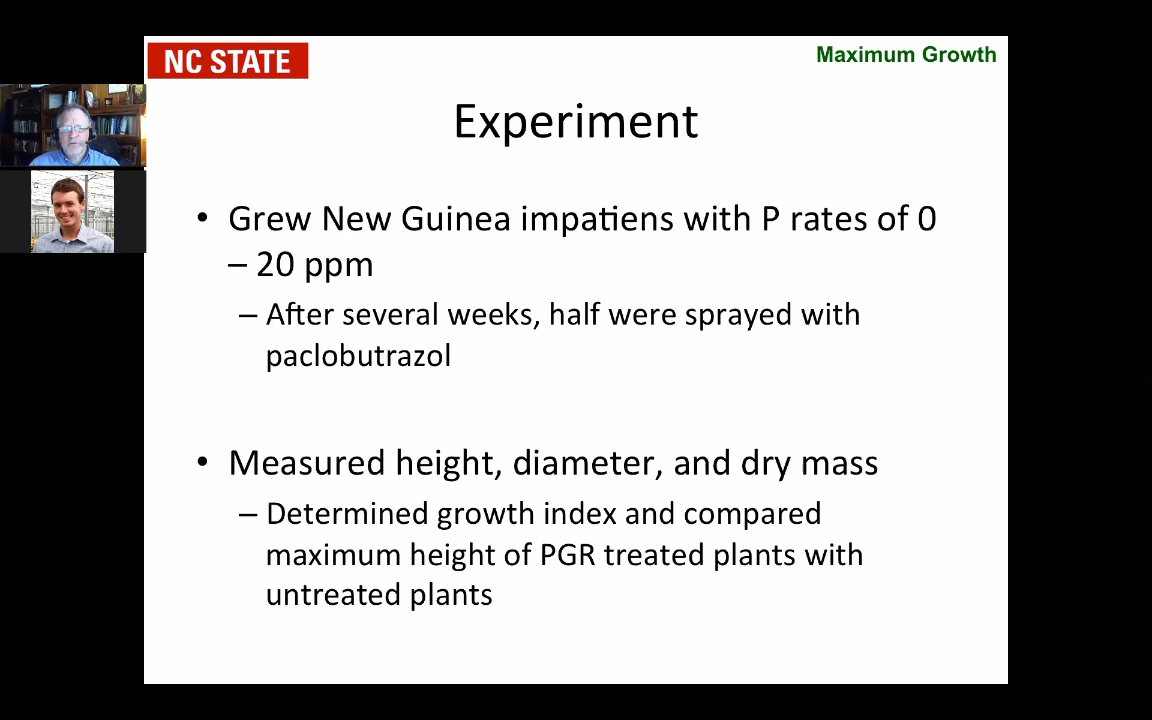 NC STATE
Maximum Growth
Experiment
• Grew New Guinea impatiens with P rates of 0
– 20 ppm
– After several weeks, half were sprayed with
paclobutrazol
• Measured height, diameter, and dry mass
– Determined growth index and compared
maximum height of PGR treated plants with
untreated plants